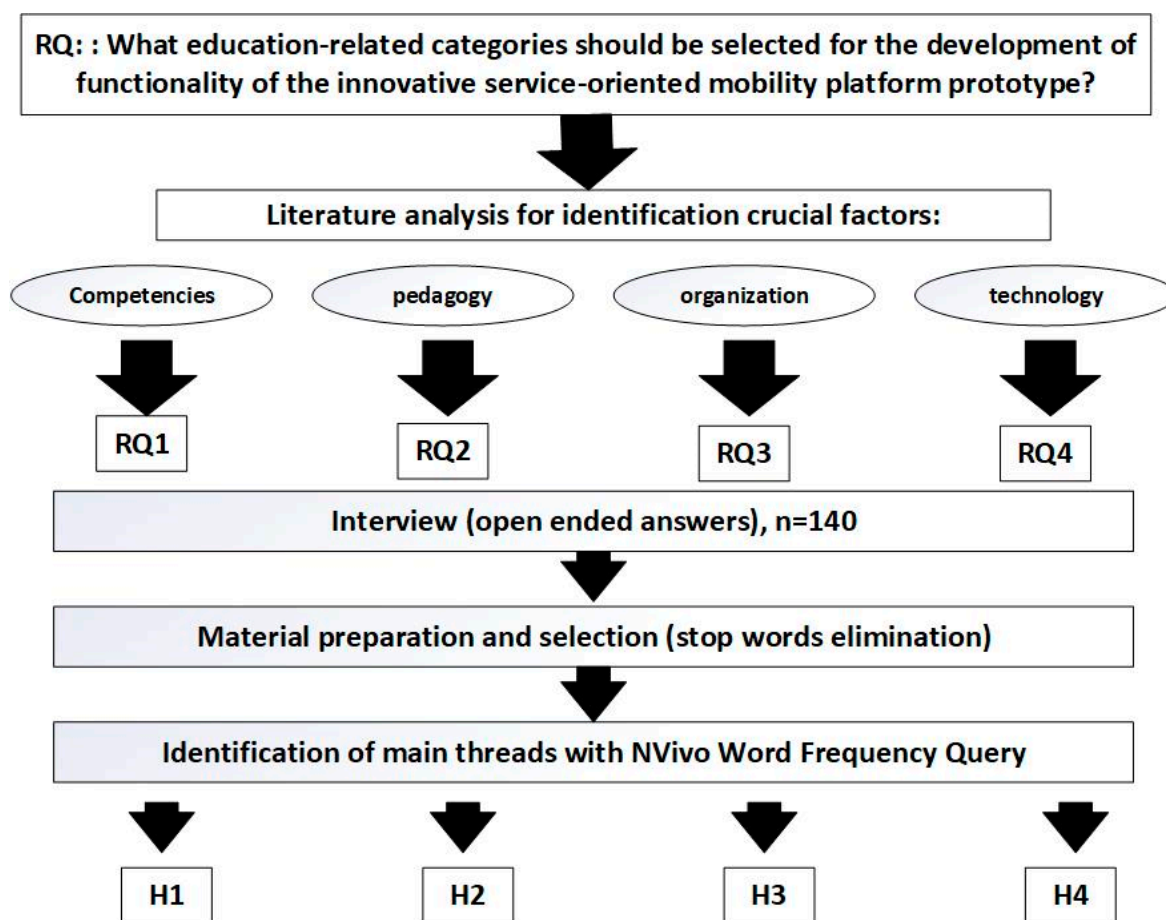 RQ: : What education-related categories should be selected for the development of
functionality of the innovative service-oriented mobility platform prototype?
Literature analysis for identification crucial factors:
Competencies
pedagogy
organization
technology
RQ1
RQ2
RQ3
RQ4
Interview (open ended answers), n=140
Material preparation and selection (stop words elimination)
Identification of main threads with NVivo Word Frequency Query
H1
H2
H3
H4